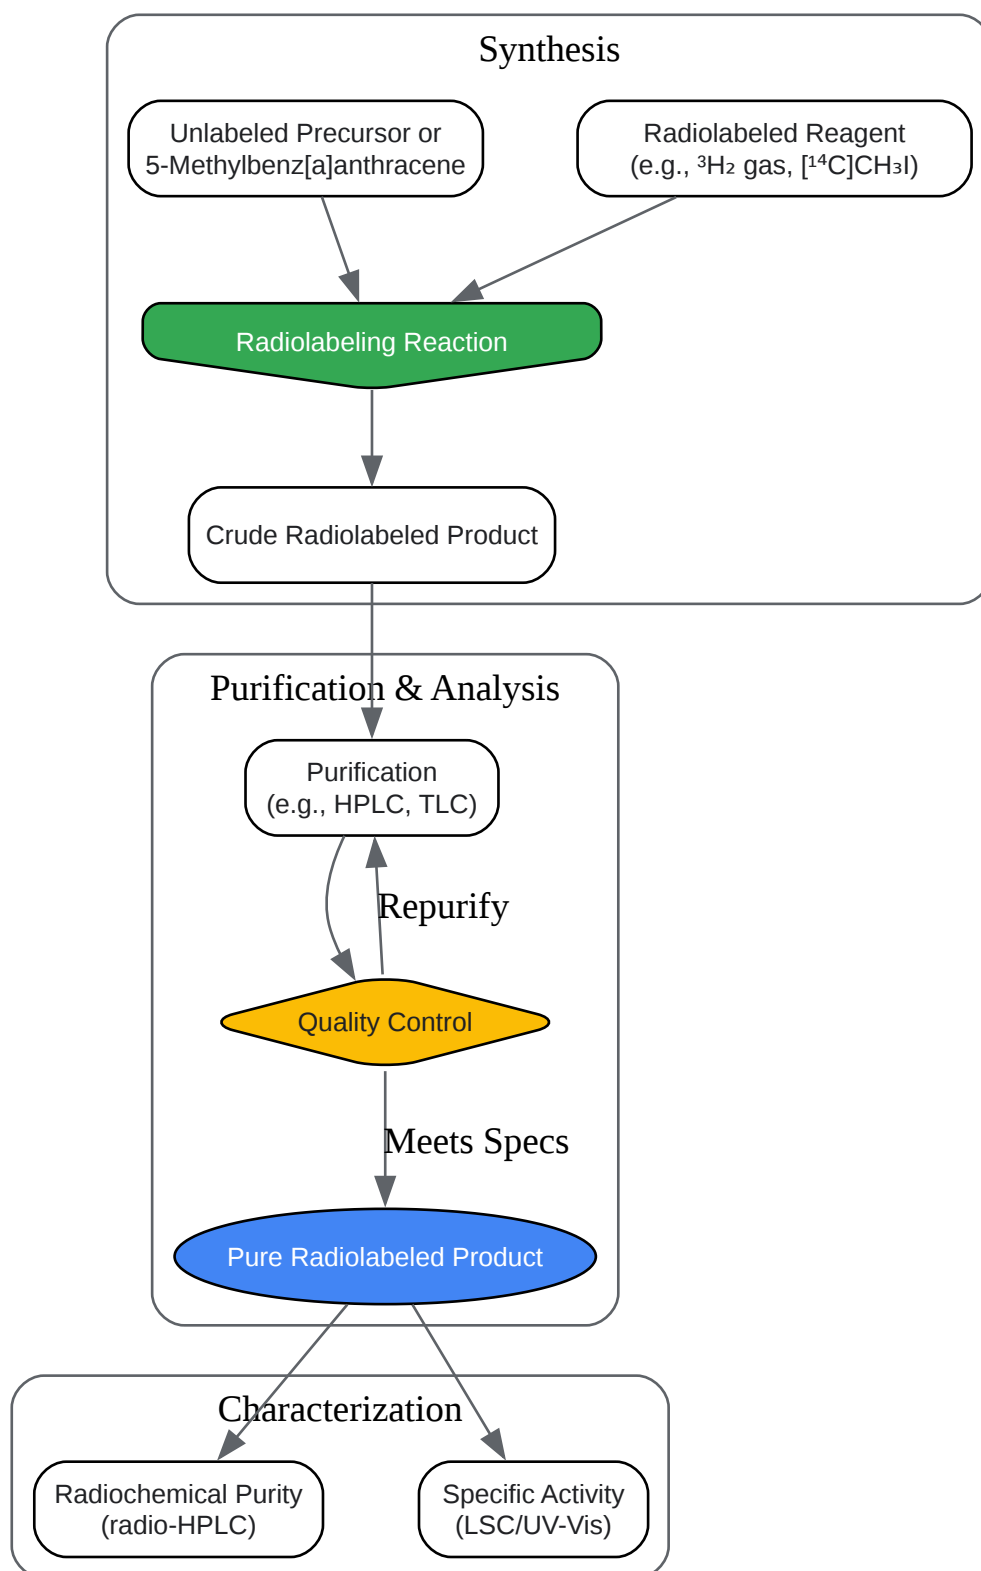 Synthesis
Unlabeled Precursor or
5-Methylbenz[a]anthracene
Radiolabeled Reagent
(e.g., ³H₂ gas, [¹⁴C]CH₃I)
Radiolabeling Reaction
Crude Radiolabeled Product
Purification & Analysis
Purification
(e.g., HPLC, TLC)
Repurify
Quality Control
Meets Specs
Pure Radiolabeled Product
Characterization
Radiochemical Purity
(radio-HPLC)
Specific Activity
(LSC/UV-Vis)